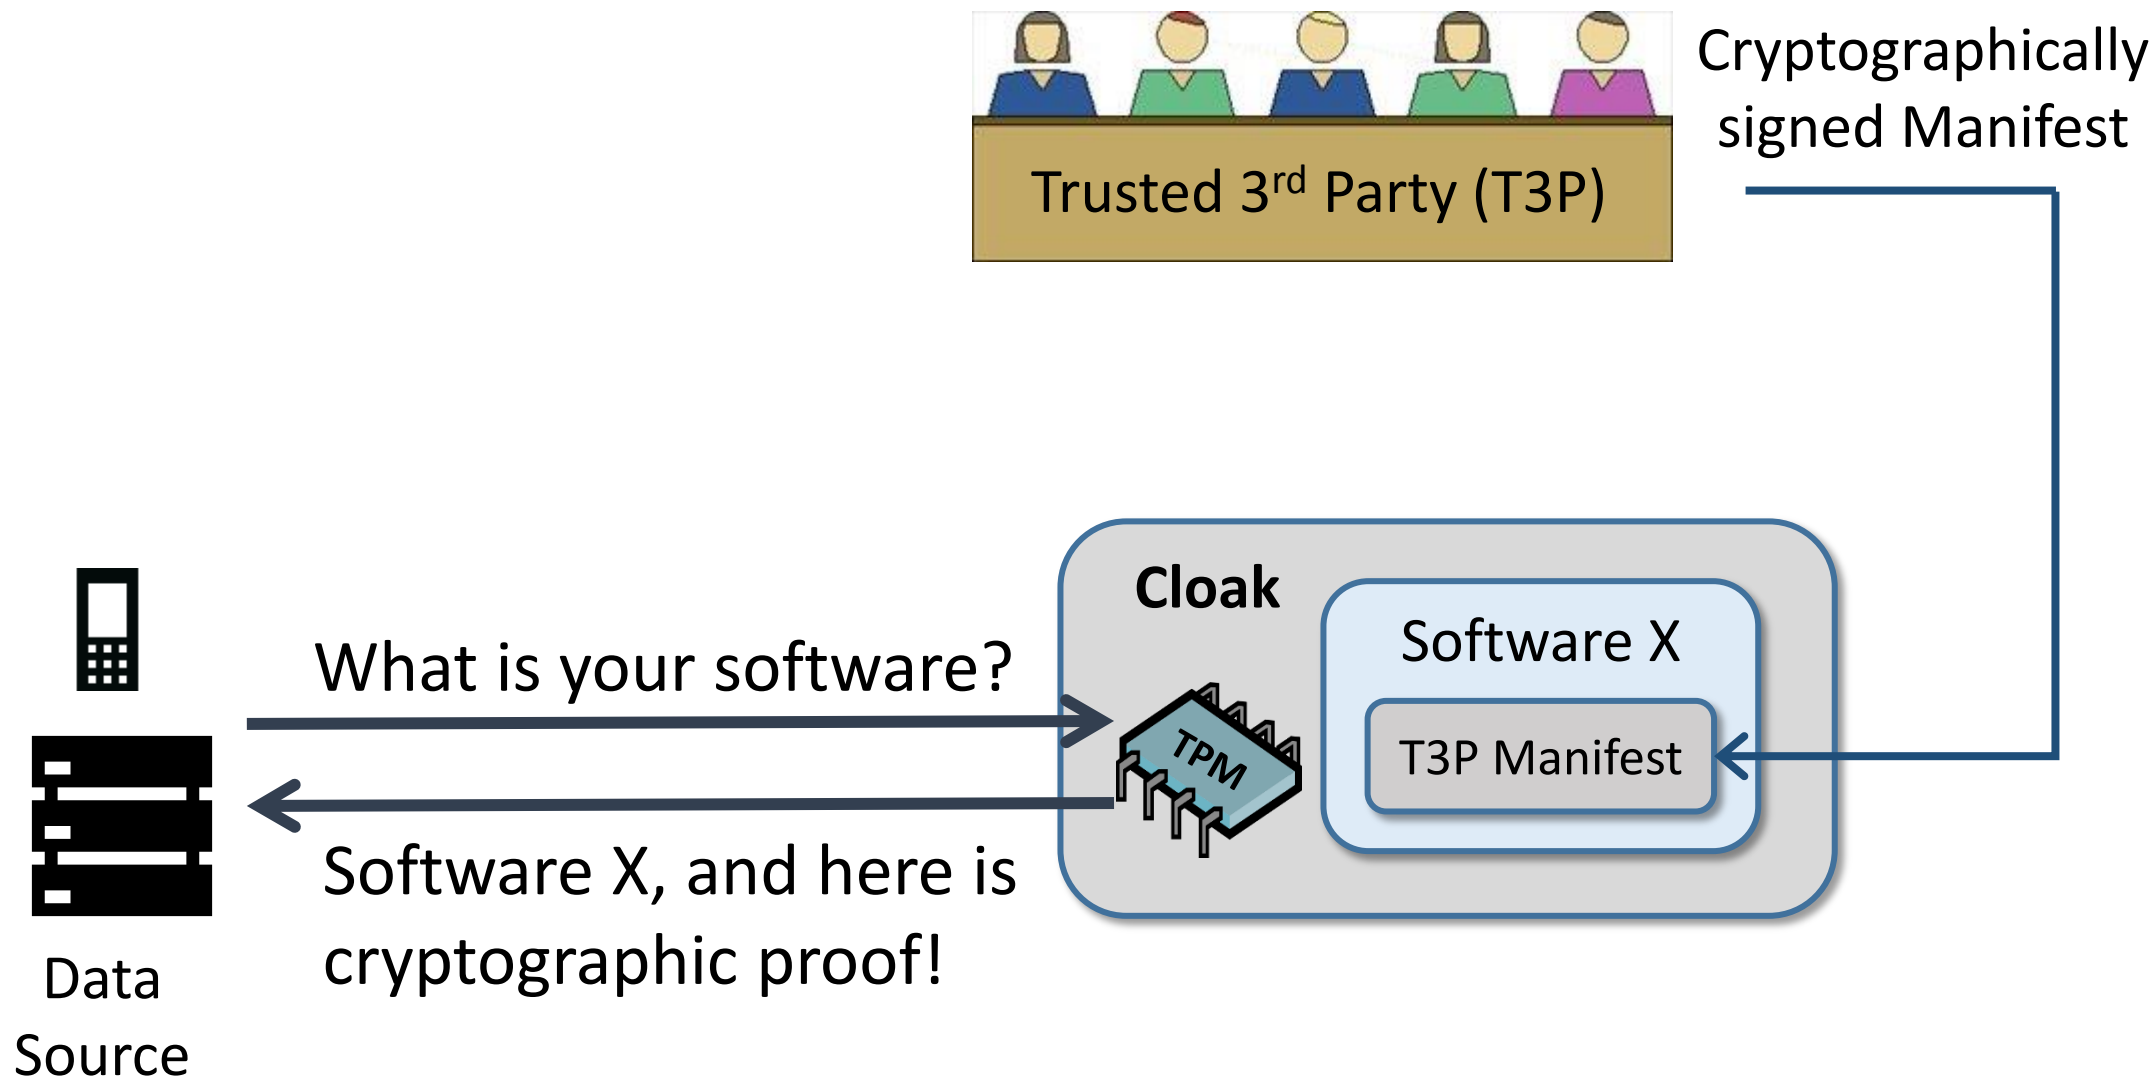 Cryptographically
signed Manifest
Trusted 3rd Party (T3P)
Cloak
Software X
What is your software?
TPM
T3P Manifest
Software X, and here is
cryptographic proof!
Data
Source